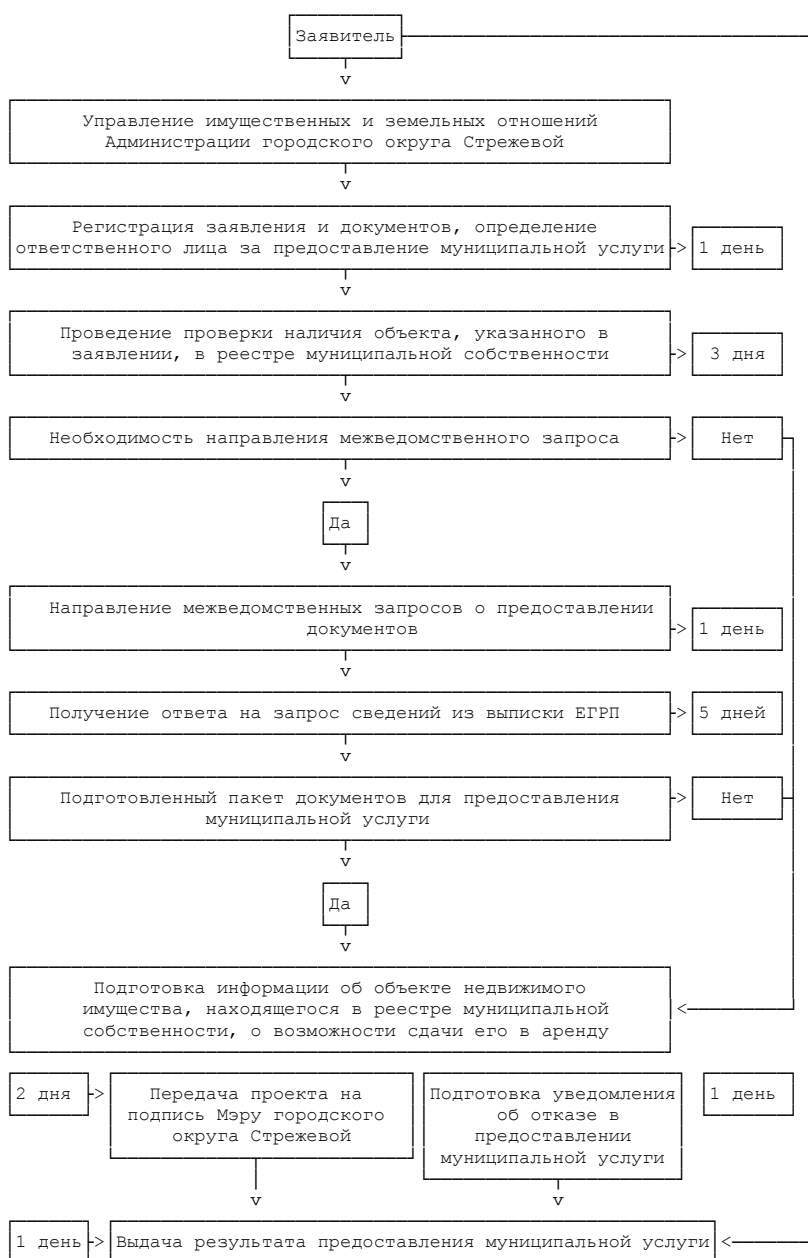 Заявитель
v
Управление имущественных и земельных отношений
Администрации городского округа Стрежевой
v
Регистрация заявления и документов, определение
ответственного лица за предоставление муниципальной услуги
> 1 день
v
Проведение проверки наличия объекта, указанного в
заявлении, в реестре муниципальной собственности
> 3 дня
v
Необходимость направления межведомственного запроса > Нет
v
Да
v
Направление межведомственных запросов о предоставлении
документов
> 1 день
v
Получение ответа на запрос сведений из выписки ЕГРП > 5 дней
v
Подготовленный пакет документов для предоставления > Нет
муниципальной услуги
v
Да
v
Подготовка информации об объекте недвижимого
имущества, находящегося в реестре муниципальной <
собственности, о возможности сдачи его в аренду
2 дня >
Передача проекта на
подпись Мэру городского
округа Стрежевой
Подготовка уведомления
об отказе в
предоставлении
муниципальной услуги
1 день
v v
1 день > Выдача результата предоставления муниципальной услуги <